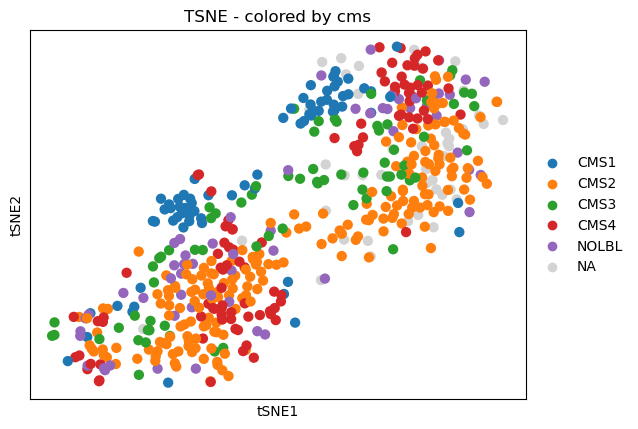 TSNE - colored by cms
tSNE2
CMS1
CMS2
CMS3
CMS4
NOLBL
NA
tSNE1